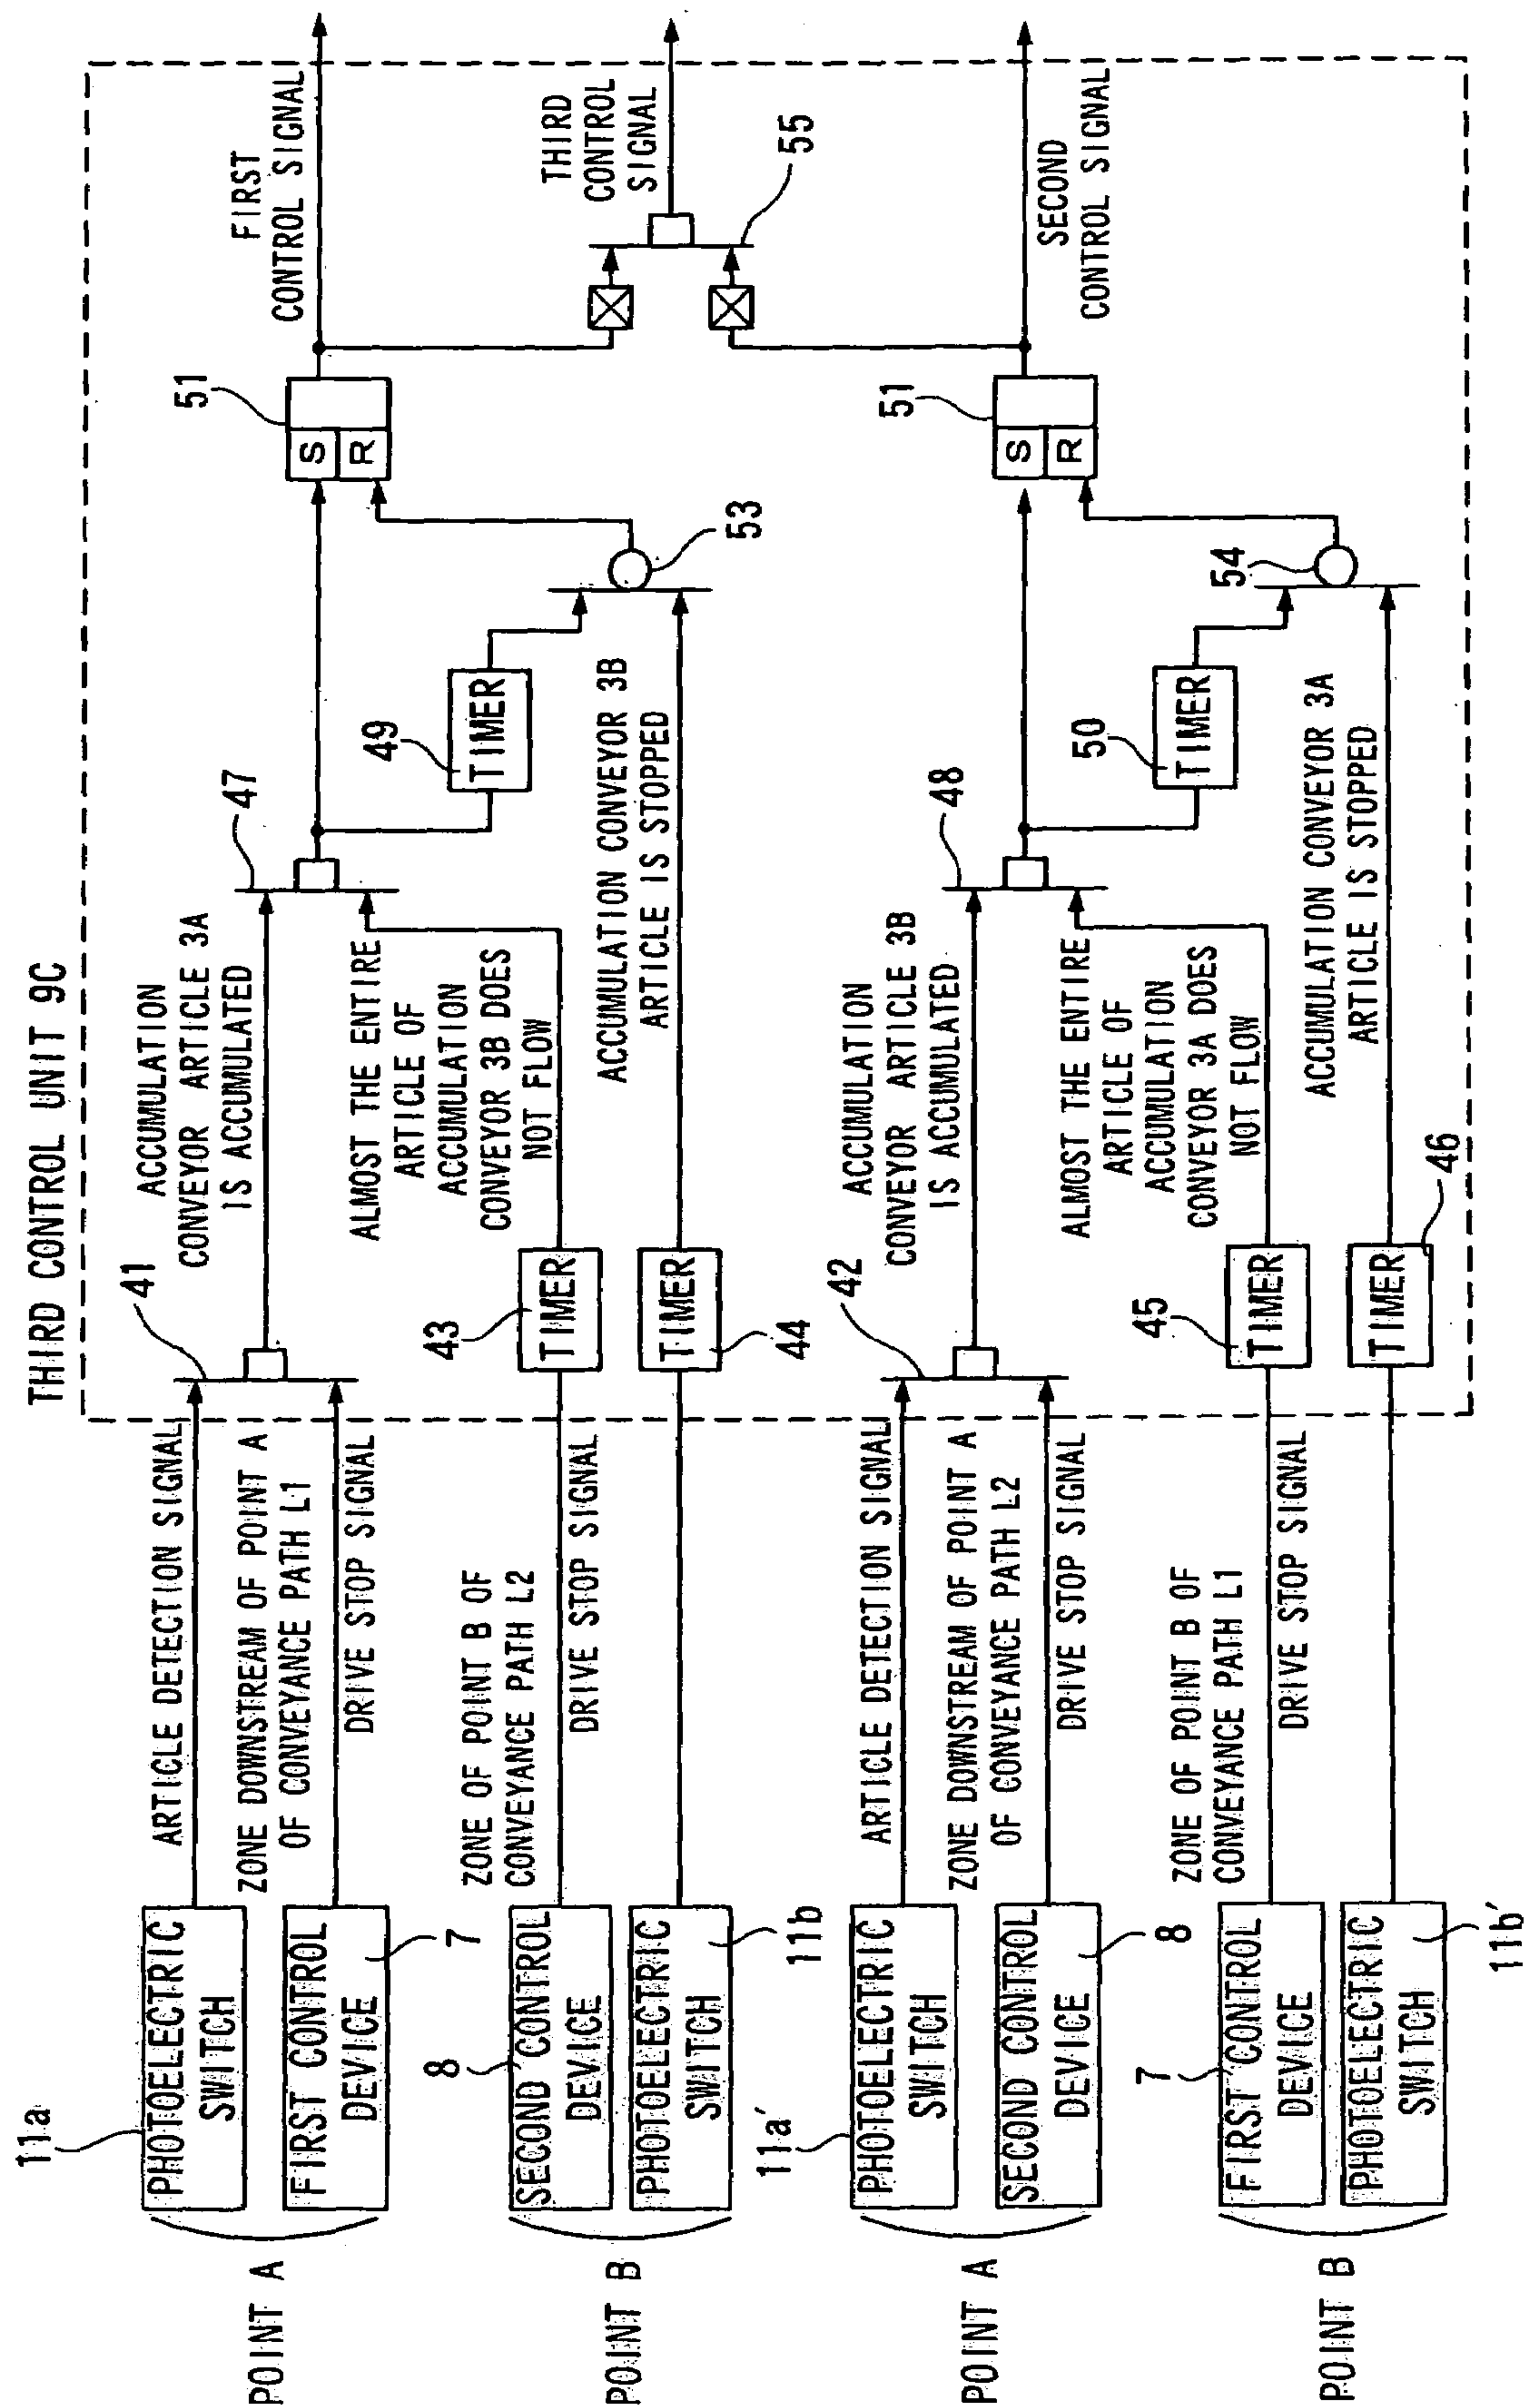 THIRD CONTROL UNIT 9C
POINT A
11a
PHOTOELECTRIC
SWITCH
FIRST CONTROL
DEVICE
7
ARTICLE DETECTION SIGNAL
ZONE DOWNSTREAM OF POINT A
OF CONVEYANCE PATH L1
DRIVE STOP SIGNAL
41
ACCUMULATION
CONVEYOR ARTICLE 3A
IS ACCUMULATED
47
51
S
R
FIRST
CONTROL SIGNAL
POINT B
8
SECOND CONTROL
DEVICE
PHOTOELECTRIC
SWITCH
11b
ZONE OF POINT B OF
CONVEYANCE PATH L2
DRIVE STOP SIGNAL
43
TIMER
TIMER
44
ALMOST THE ENTIRE
ARTICLE OF
ACCUMULATION
CONVEYOR 3B DOES
NOT FLOW
49
TIMER
ACCUMULATION CONVEYOR 3B
ARTICLE IS STOPPED
53
THIRD
CONTROL
SIGNAL
55
POINT A
11a'
PHOTOELECTRIC
SWITCH
SECOND CONTROL
DEVICE
8
ARTICLE DETECTION SIGNAL
ZONE DOWNSTREAM OF POINT A
OF CONVEYANCE PATH L2
DRIVE STOP SIGNAL
42
ACCUMULATION
CONVEYOR ARTICLE 3B
IS ACCUMULATED
48
51
S
R
SECOND
CONTROL SIGNAL
POINT B
7
FIRST CONTROL
DEVICE
PHOTOELECTRIC
SWITCH
11b'
ZONE OF POINT B OF
CONVEYANCE PATH L1
DRIVE STOP SIGNAL
45
TIMER
TIMER
46
ALMOST THE ENTIRE
ARTICLE OF
ACCUMULATION
CONVEYOR 3A DOES
NOT FLOW
50
TIMER
ACCUMULATION CONVEYOR 3A
ARTICLE IS STOPPED
54